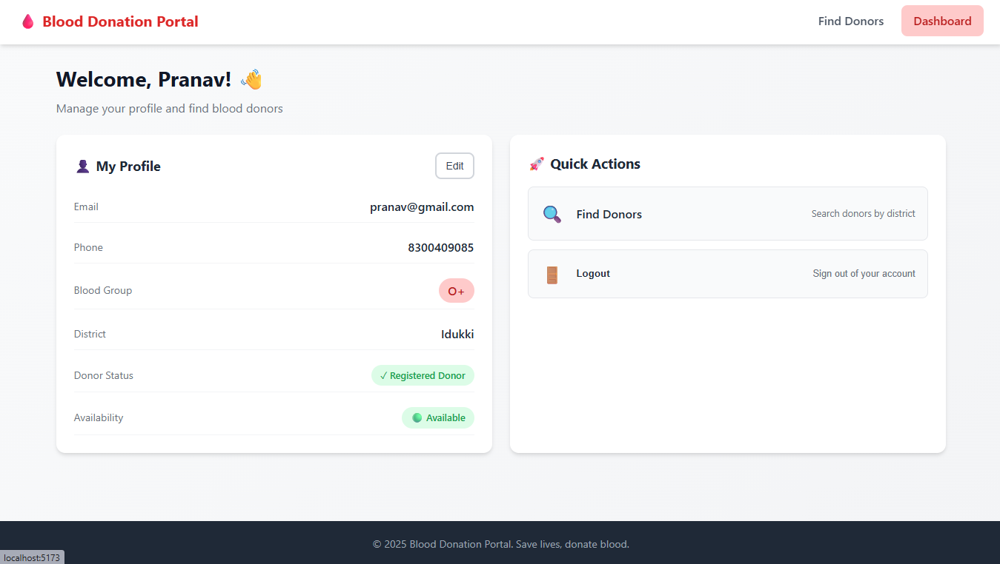 Blood Donation Portal
Find Donors
Dashboard
Welcome, Pranav! 👋
Manage your profile and find blood donors
👤 My Profile
Edit
Email pranav@gmail.com
Phone 8300409085
Blood Group O+
District Idukki
Donor Status ✓ Registered Donor
Availability Available
🚀 Quick Actions
Find Donors Search donors by district
Logout Sign out of your account
© 2025 Blood Donation Portal. Save lives, donate blood.
localhost:5173